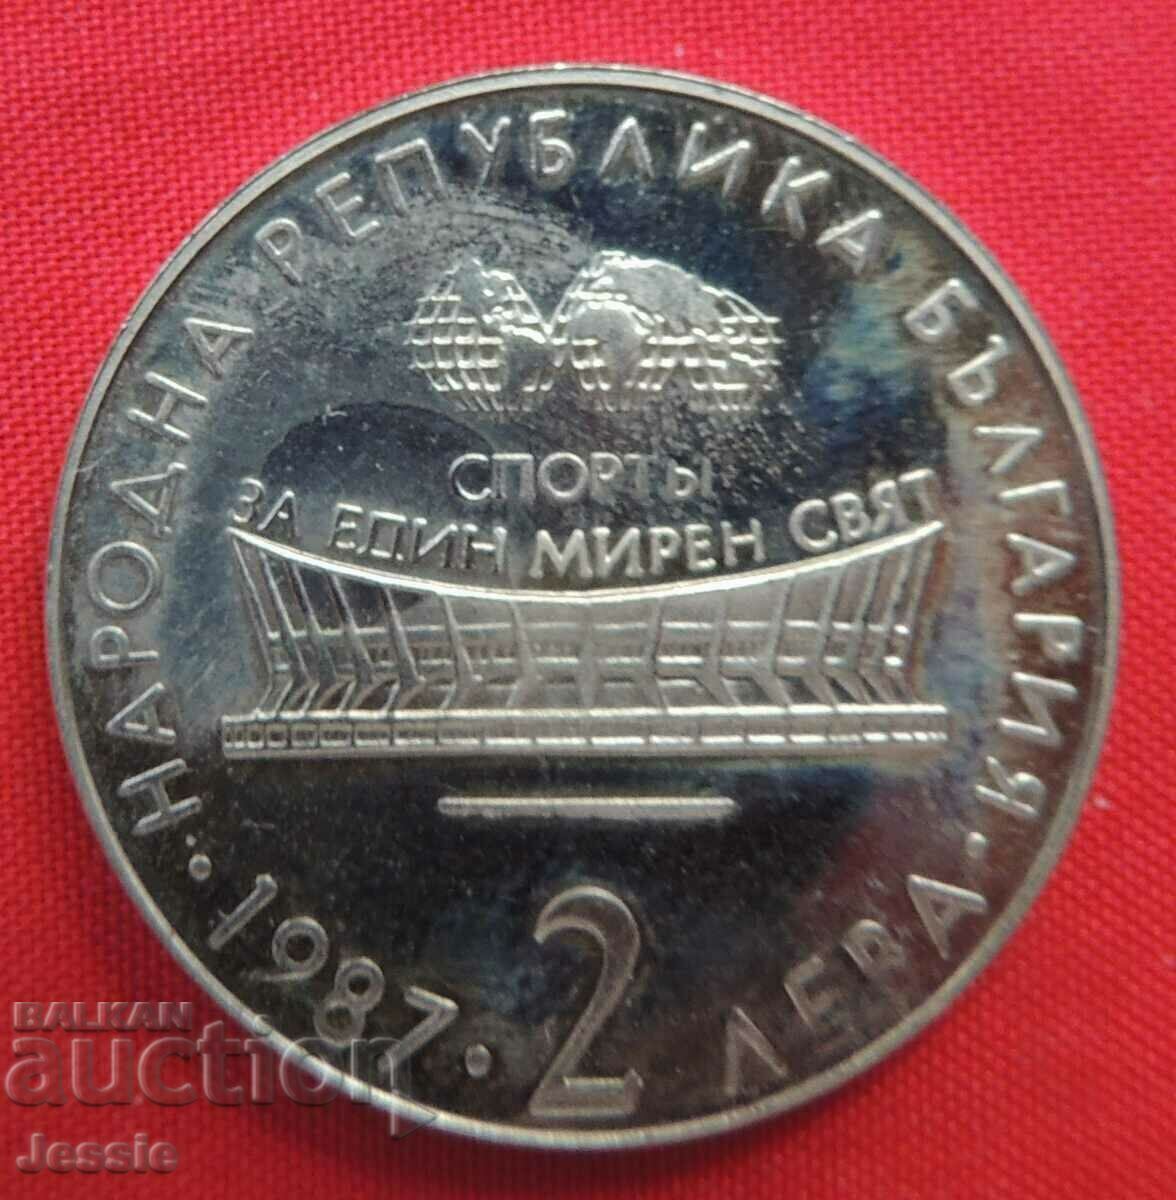 НАРОДНА РЕПУБЛИКА БЪЛГАРИЯ
СПОРТЫ
ЗА ЕДИН МИРЕН СВЯТ
• 1987 • 2 ЛЕВА •
BALKAN
auction
Jessie